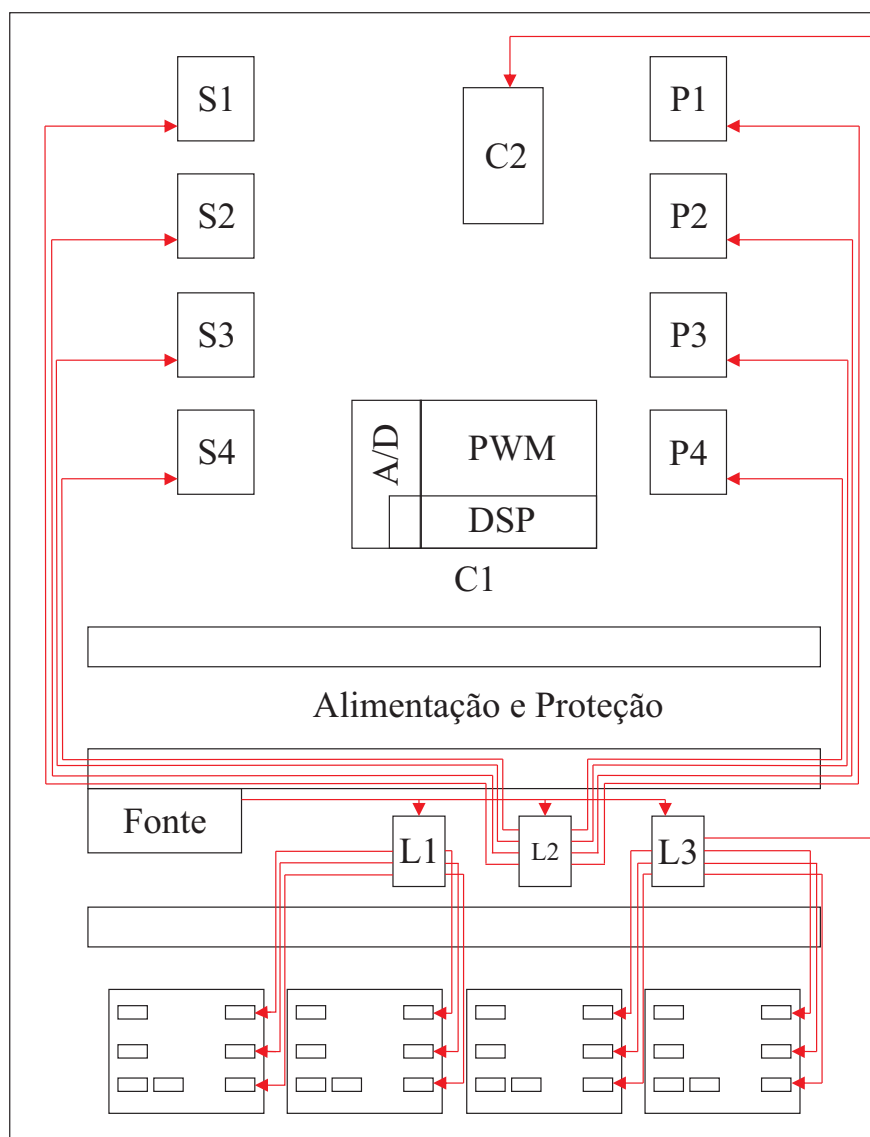 S1
C2
P1
S2
P2
S3
P3
S4
A/D
PWM
P4
DSP
C1
Alimentação e Proteção
Fonte
L1
L2
L3